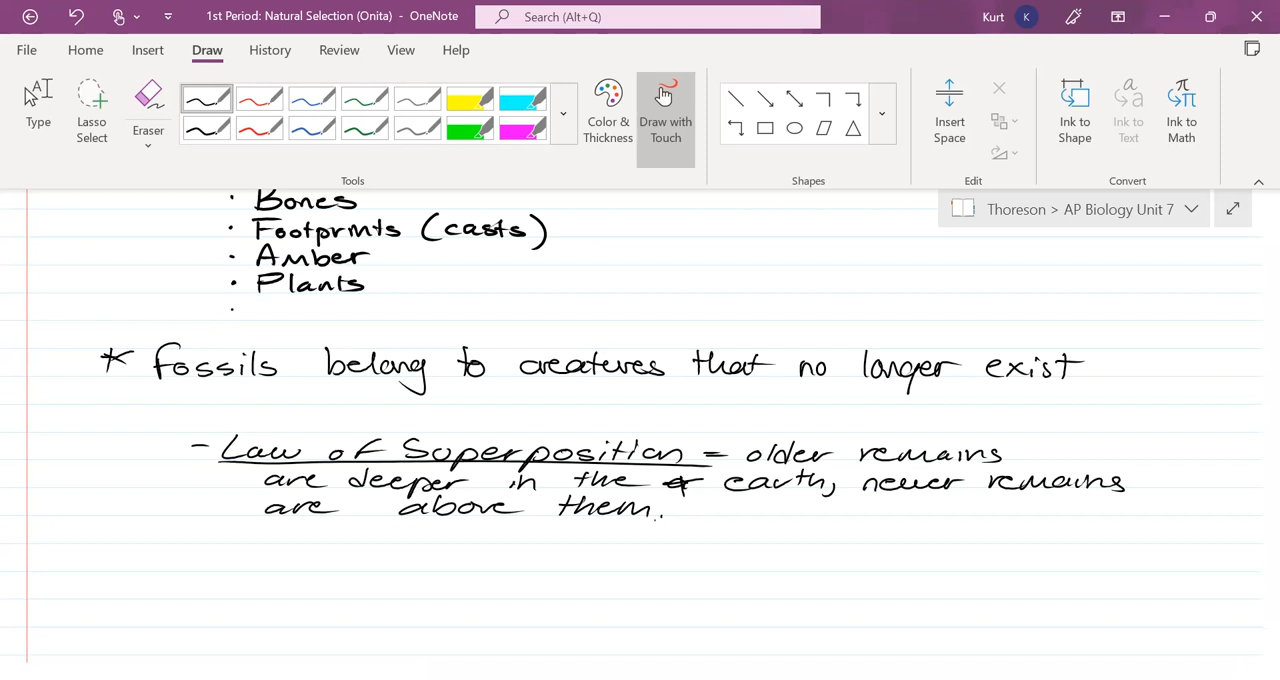 1st Period: Natural Selection (Onita) - OneNote
Search (Alt+Q)
Kurt K
File Home Insert Draw History Review View Help
Type
Lasso Select
Eraser
Color & Thickness
Draw with Touch
Insert Space
Ink to Shape
Ink to Text
Ink to Math
Tools
Shapes
Edit
Convert
Thoreson > AP Biology Unit 7
· Bones
· Footprints (casts)
· Amber
· Plants
·
* Fossils belong to creatures that no longer exist
- Law of Superposition = older remains
are deeper in the earth, newer remains
are above them.